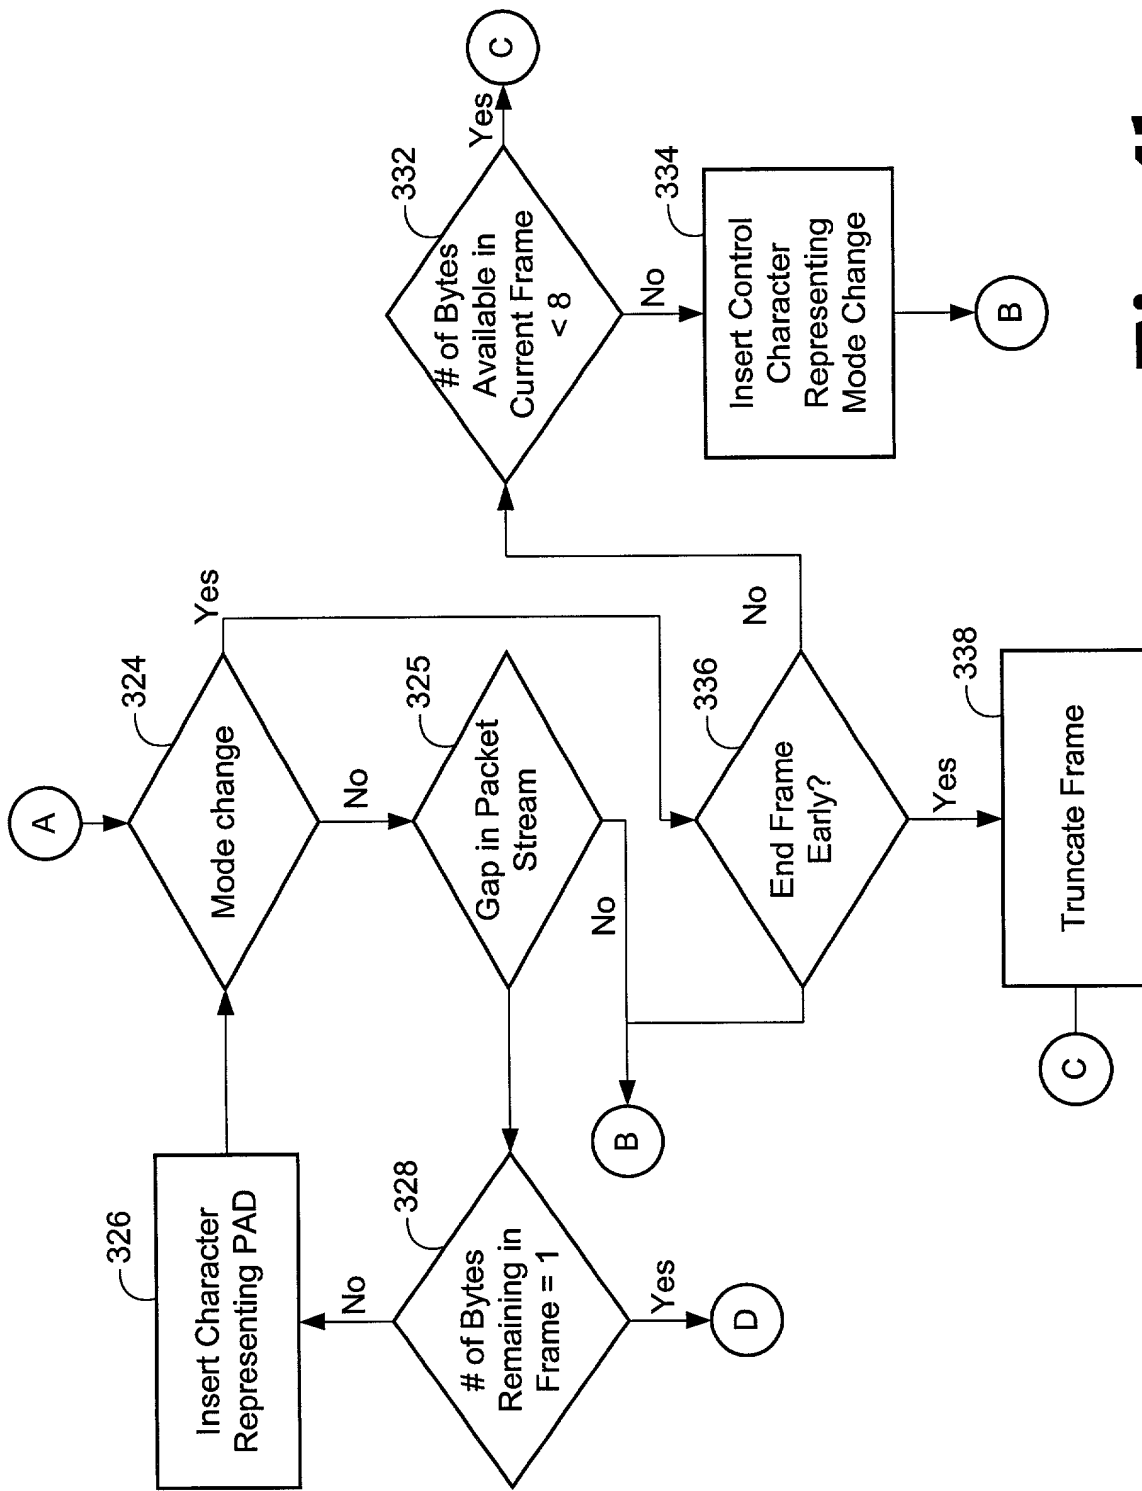 A
324
Mode change
Yes
No
326
Insert Character
Representing PAD
325
Gap in Packet
Stream
No
328
# of Bytes
Remaining in
Frame = 1
No
Yes
D
B
336
End Frame
Early?
No
Yes
338
Truncate Frame
C
332
# of Bytes
Available in
Current Frame
< 8
Yes
C
No
334
Insert Control
Character
Representing
Mode Change
B